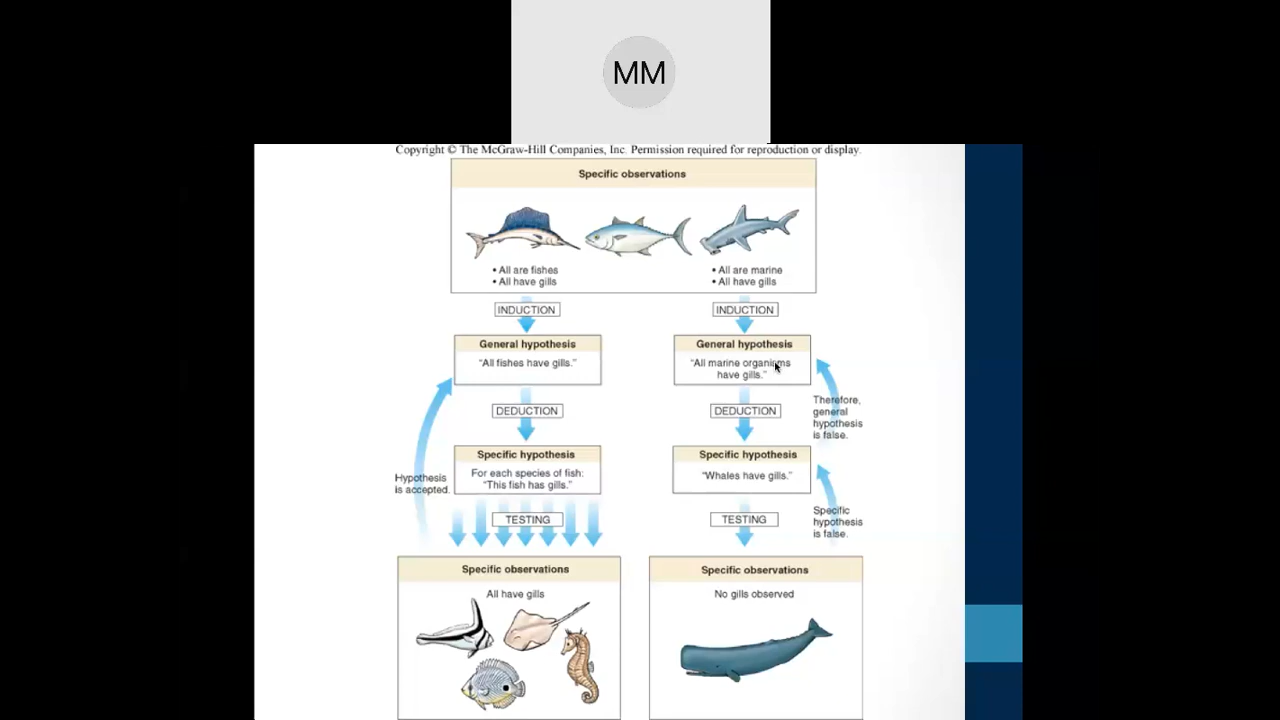 MM
Copyright © The McGraw-Hill Companies, Inc. Permission required for reproduction or display.
Specific observations
• All are fishes
• All have gills
• All are marine
• All have gills
INDUCTION
INDUCTION
General hypothesis
"All fishes have gills."
General hypothesis
"All marine organisms
have gills."
DEDUCTION
DEDUCTION
Therefore,
general
hypothesis
is false.
Specific hypothesis
For each species of fish:
"This fish has gills."
Specific hypothesis
"Whales have gills."
Hypothesis
is accepted.
TESTING
TESTING
Specific
hypothesis
is false.
Specific observations
All have gills
Specific observations
No gills observed